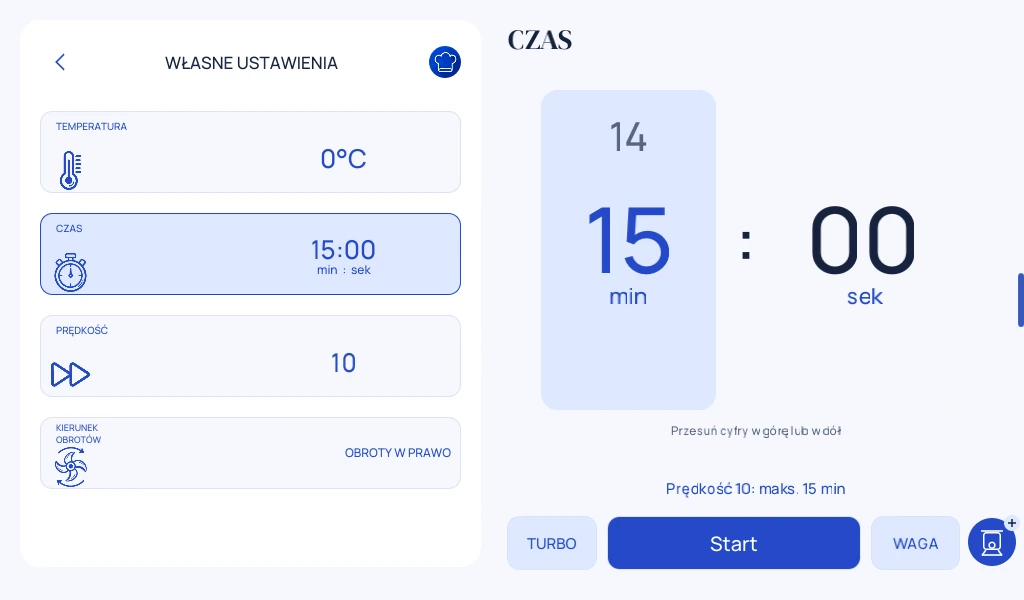 WŁASNE USTAWIENIA
TEMPERATURA
0°C
CZAS
15:00
min : sek
PRĘDKOŚĆ
10
KIERUNEK
OBROTÓW
OBROTY W PRAWO
CZAS
14
15 : 00
min
sek
Przesuń cyfry w górę lub w dół
Prędkość 10: maks. 15 min
TURBO
Start
WAGA
+